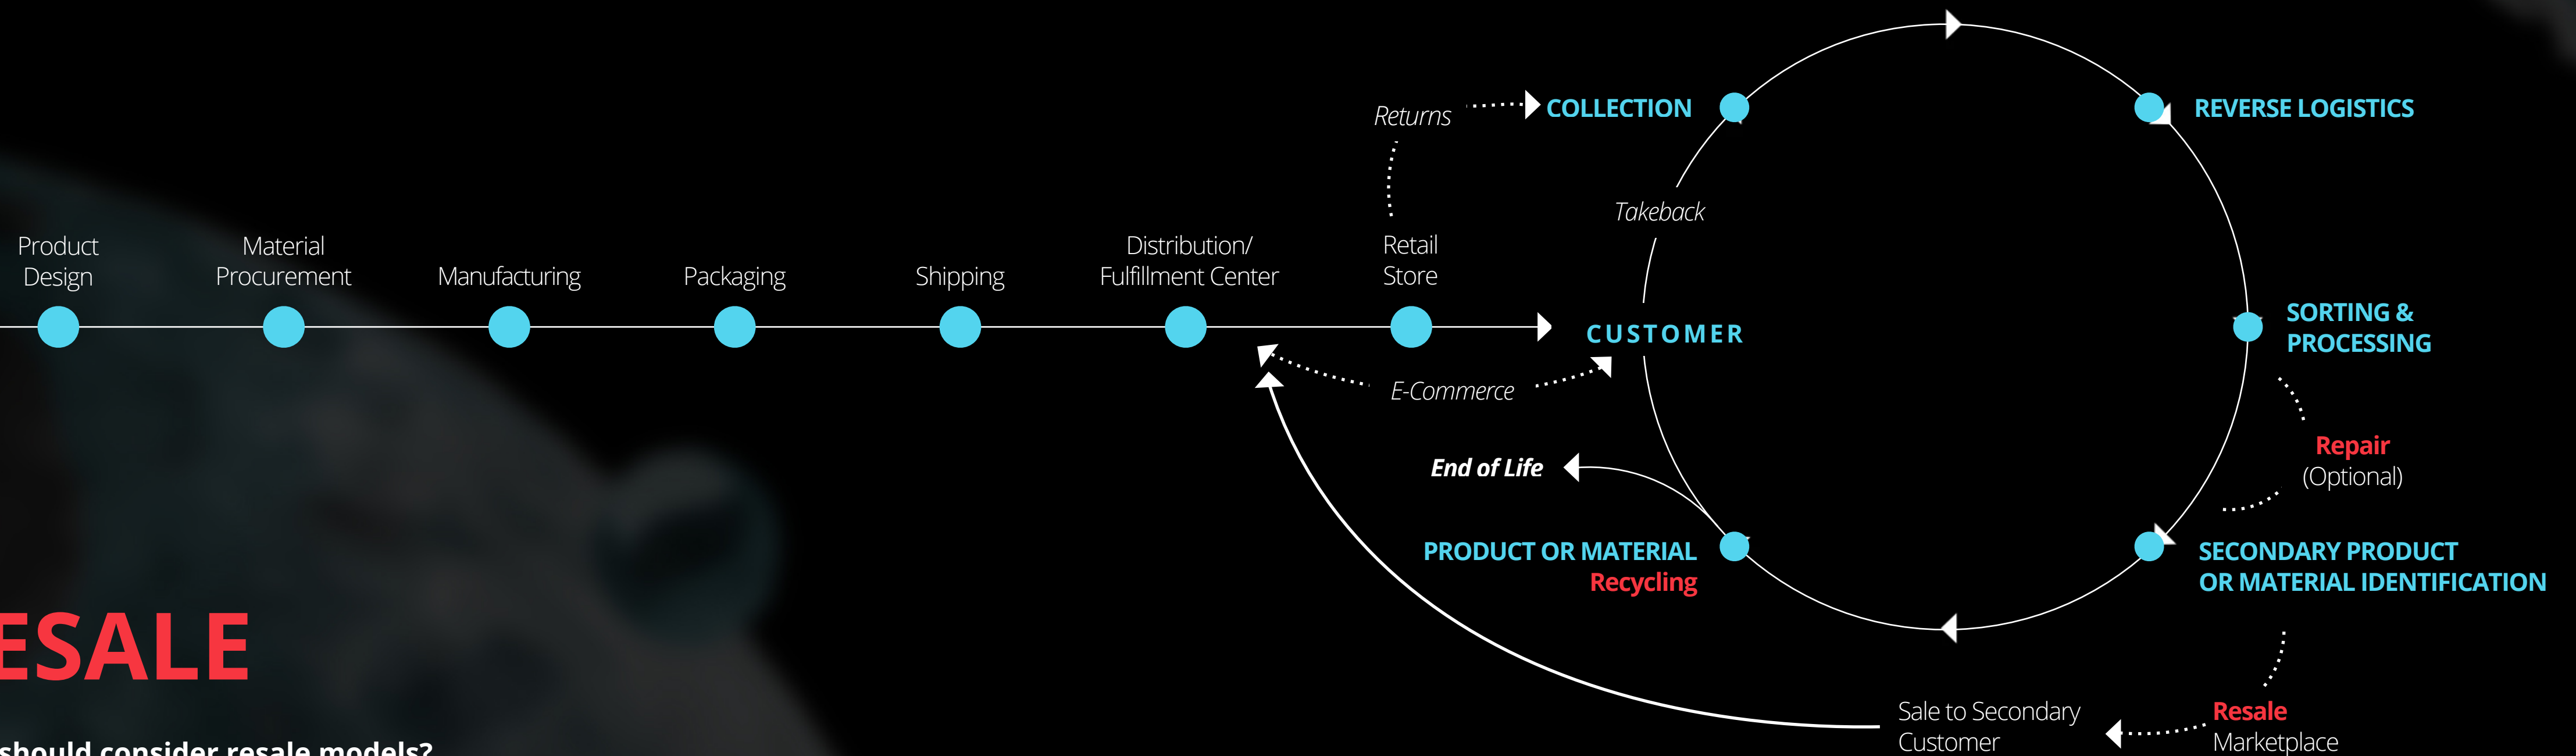 Returns
COLLECTION
REVERSE LOGISTICS
Takeback
Product
Design
Material
Procurement
Manufacturing
Packaging
Shipping
Distribution/
Fulfillment Center
Retail
Store
CUSTOMER
SORTING &
PROCESSING
E-Commerce
Repair
(Optional)
End of Life
PRODUCT OR MATERIAL
Recycling
SECONDARY PRODUCT
OR MATERIAL IDENTIFICATION
ESALE
Sale to Secondary
Customer
Resale
Marketplace
should consider resale models?